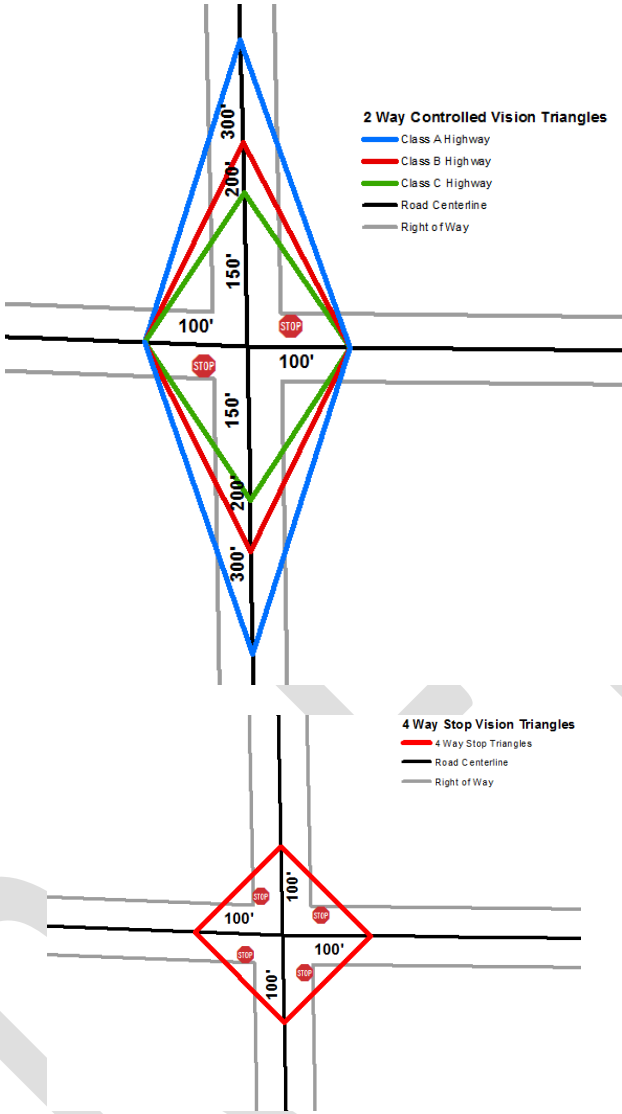 2 Way Controlled Vision Triangles
Class A Highway
Class B Highway
Class C Highway
Road Centerline
Right of Way
300'
200'
150'
100'
STOP
100'
STOP
150'
200'
300'
4 Way Stop Vision Triangles
4 Way Stop Triangles
Road Centerline
Right of Way
100'
STOP
100'
STOP
100'
STOP
100'
STOP